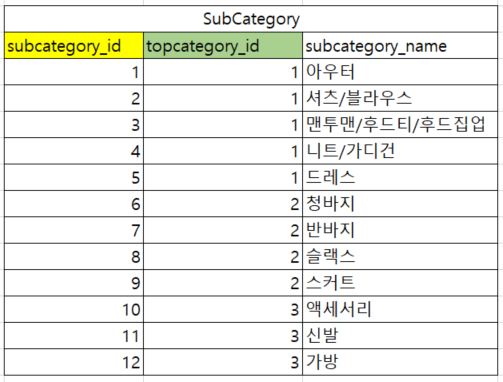 SubCategory
subcategory_id topcategory_id subcategory_name
1 1 아우터
2 1 셔츠/블라우스
3 1 맨투맨/후드티/후드집업
4 1 니트/가디건
5 1 드레스
6 2 청바지
7 2 반바지
8 2 슬랙스
9 2 스커트
10 3 액세서리
11 3 신발
12 3 가방